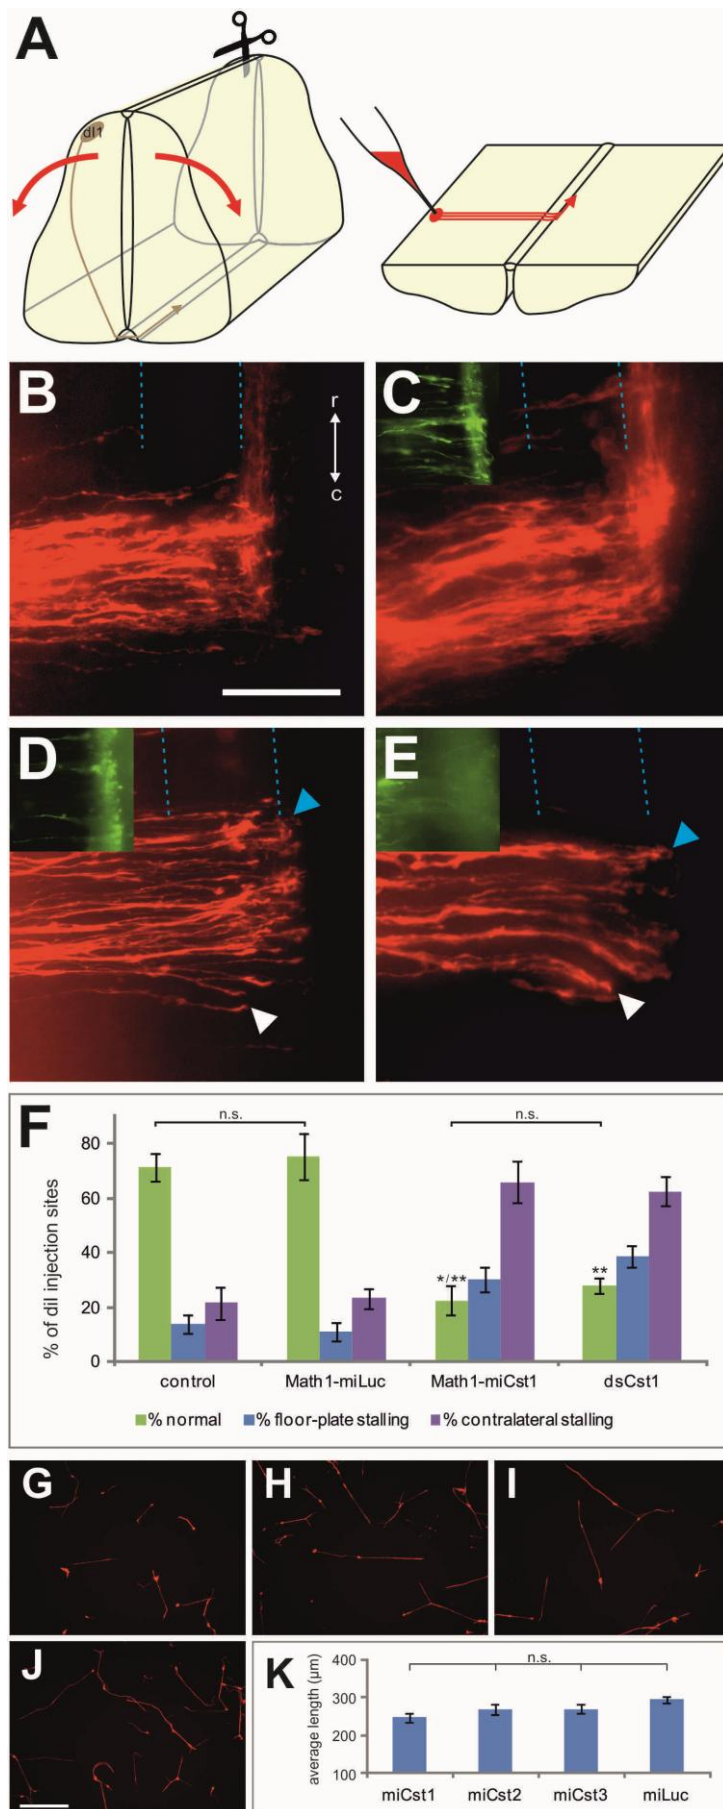 A
dI1
B
r
c
C
D
E
F
n.s.
n.s.
80
60
40
20
0
% of diI injection sites
*/**
**
control Math1-miLuc Math1-miCst1 dsCst1
% normal % floor-plate stalling % contralateral stalling
G
H
I
J
K
n.s.
400
300
200
100
average length (µm)
miCst1 miCst2 miCst3 miLuc